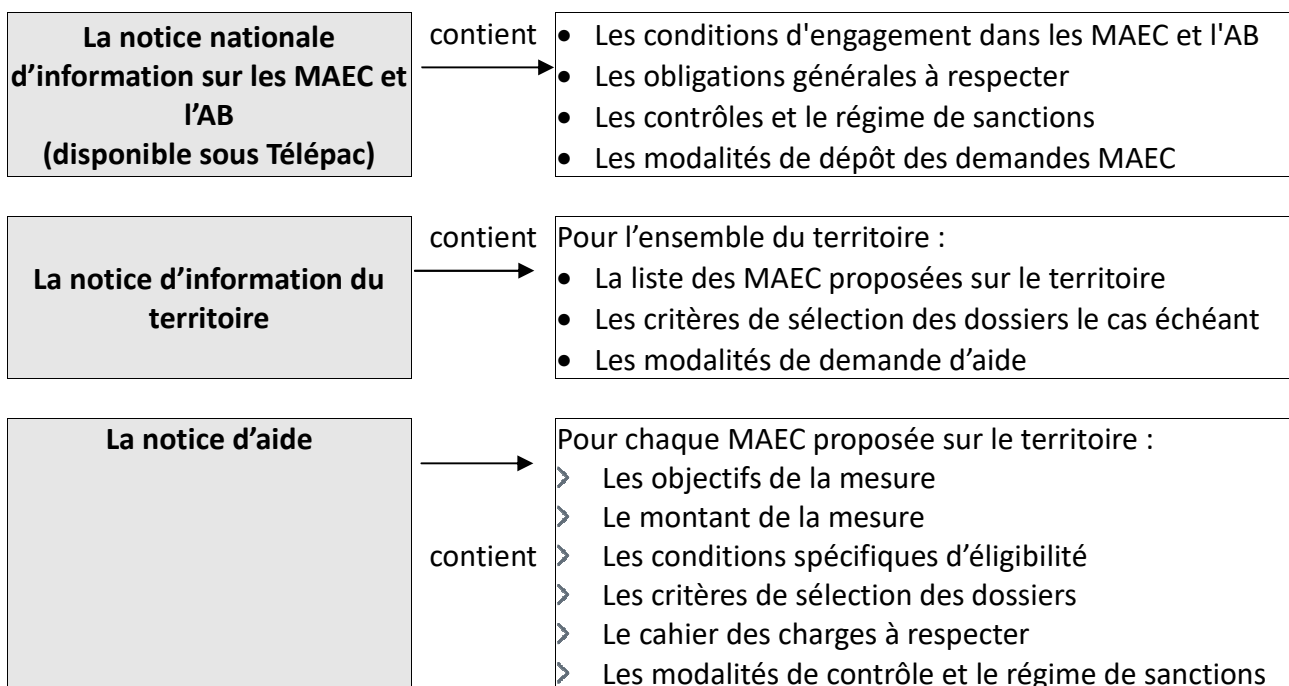 La notice nationale
d’information sur les MAEC et
l’AB
(disponible sous Télépac)
contient
• Les conditions d'engagement dans les MAEC et l'AB
• Les obligations générales à respecter
• Les contrôles et le régime de sanctions
• Les modalités de dépôt des demandes MAEC
La notice d’information du
territoire
contient
Pour l’ensemble du territoire :
• La liste des MAEC proposées sur le territoire
• Les critères de sélection des dossiers le cas échéant
• Les modalités de demande d’aide
La notice d’aide
contient
Pour chaque MAEC proposée sur le territoire :
> Les objectifs de la mesure
> Le montant de la mesure
> Les conditions spécifiques d’éligibilité
> Les critères de sélection des dossiers
> Le cahier des charges à respecter
> Les modalités de contrôle et le régime de sanctions